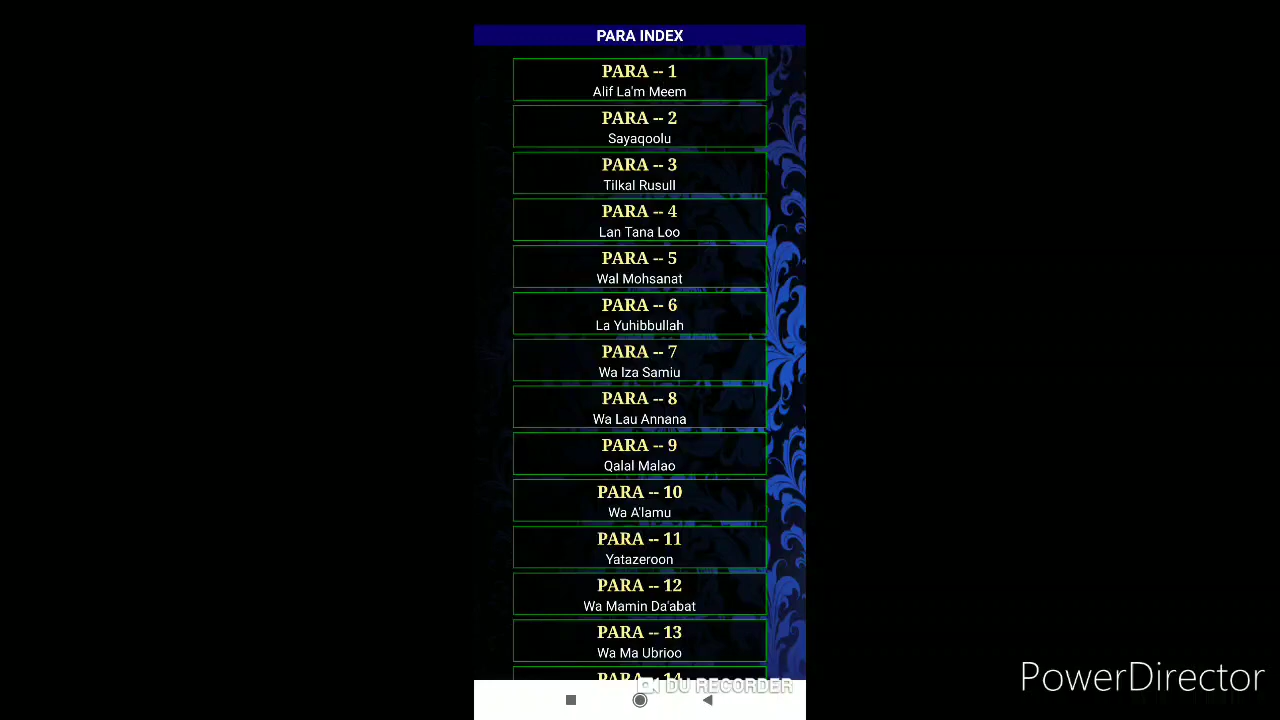 PARA INDEX
PARA -- 1
Alif La'm Meem
PARA -- 2
Sayaqoolu
PARA -- 3
Tilkal Rusull
PARA -- 4
Lan Tana Loo
PARA -- 5
Wal Mohsanat
PARA -- 6
La Yuhibbullah
PARA -- 7
Wa Iza Samiu
PARA -- 8
Wa Lau Annana
PARA -- 9
Qalal Malao
PARA -- 10
Wa A'lamu
PARA -- 11
Yatazeroon
PARA -- 12
Wa Mamin Da'abat
PARA -- 13
Wa Ma Ubrioo
PARA -- 14
DU RECORDER
PowerDirector